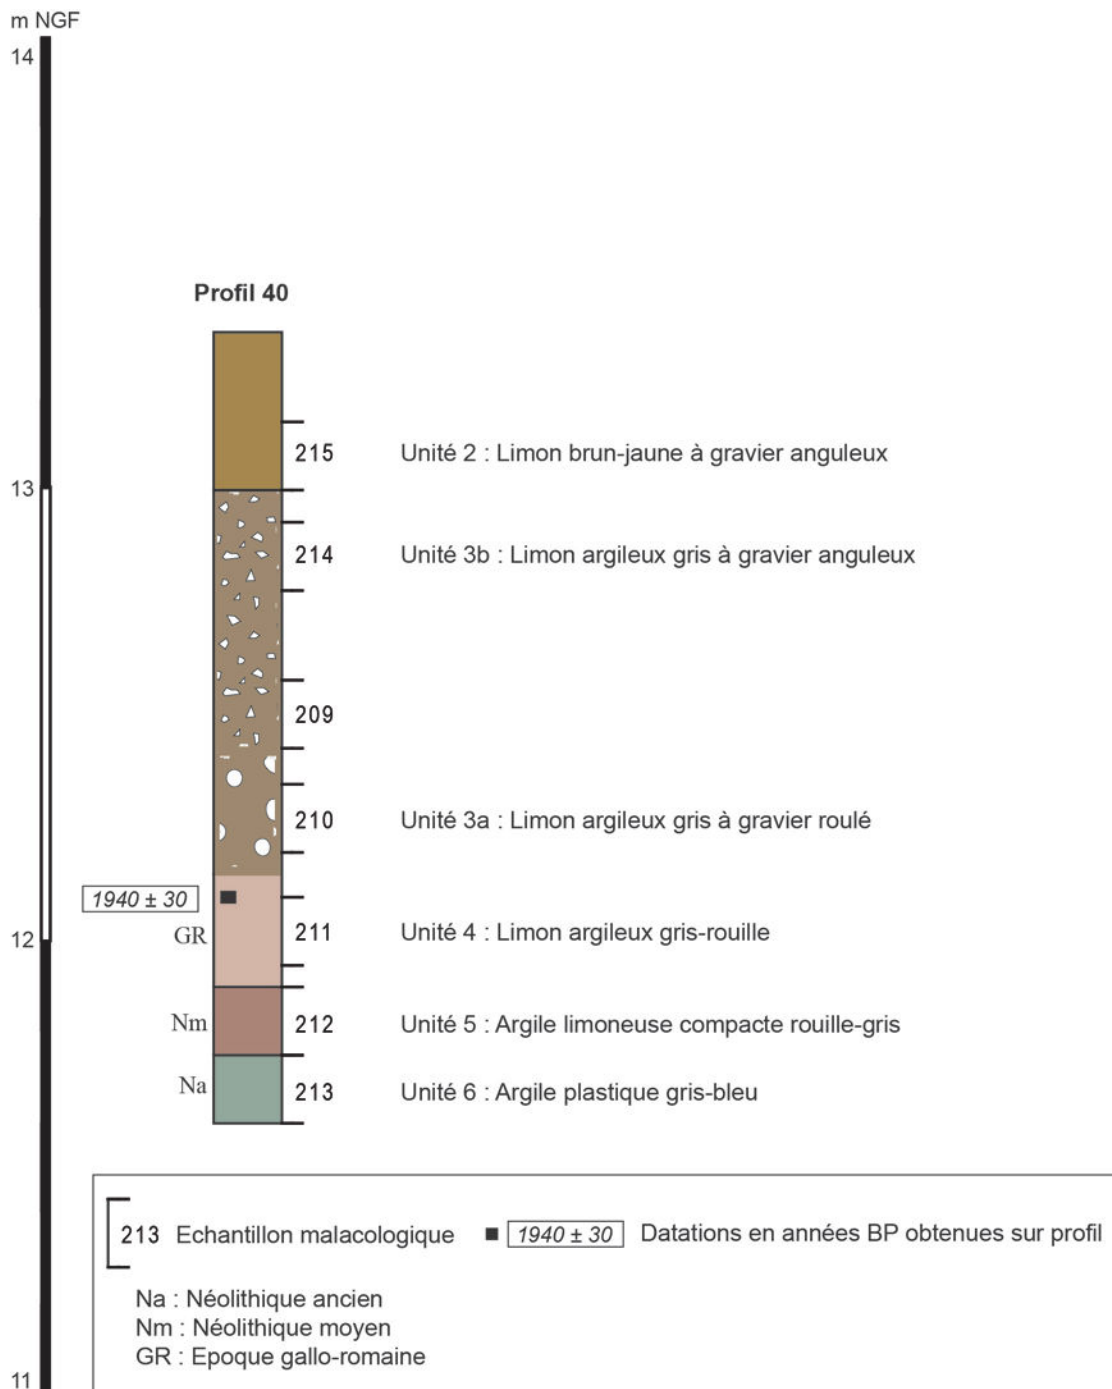 m NGF
14
Profil 40
215 Unité 2 : Limon brun-jaune à gravier anguleux
13
214 Unité 3b : Limon argileux gris à gravier anguleux
209
210 Unité 3a : Limon argileux gris à gravier roulé
1940 ± 30
GR 211 Unité 4 : Limon argileux gris-rouille
12
Nm 212 Unité 5 : Argile limoneuse compacte rouille-gris
Na 213 Unité 6 : Argile plastique gris-bleu
213 Echantillon malacologique 1940 ± 30 Datations en années BP obtenues sur profil
Na : Néolithique ancien
Nm : Néolithique moyen
GR : Epoque gallo-romaine
11